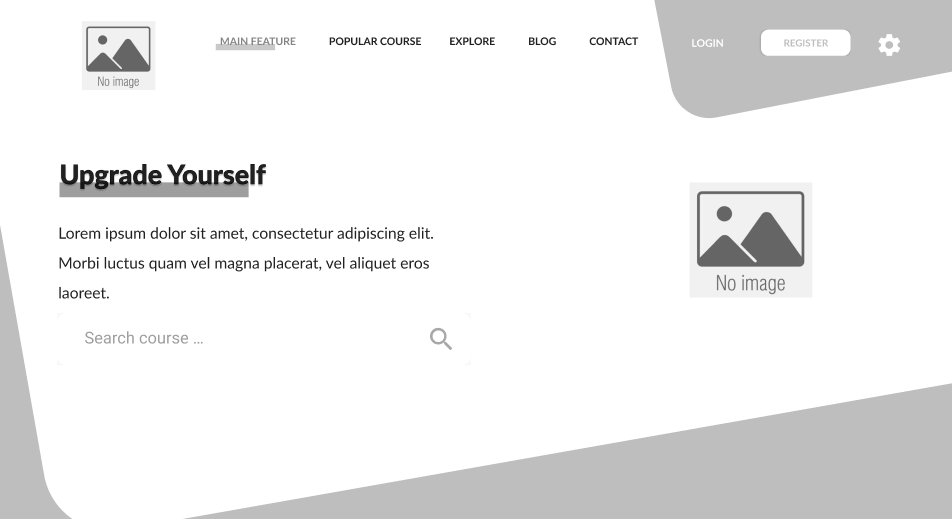 No image
MAIN FEATURE
POPULAR COURSE
EXPLORE
BLOG
CONTACT
LOGIN
REGISTER
Upgrade Yourself
Lorem ipsum dolor sit amet, consectetur adipiscing elit.
Morbi luctus quam vel magna placerat, vel aliquet eros
laoreet.
Search course ...
No image